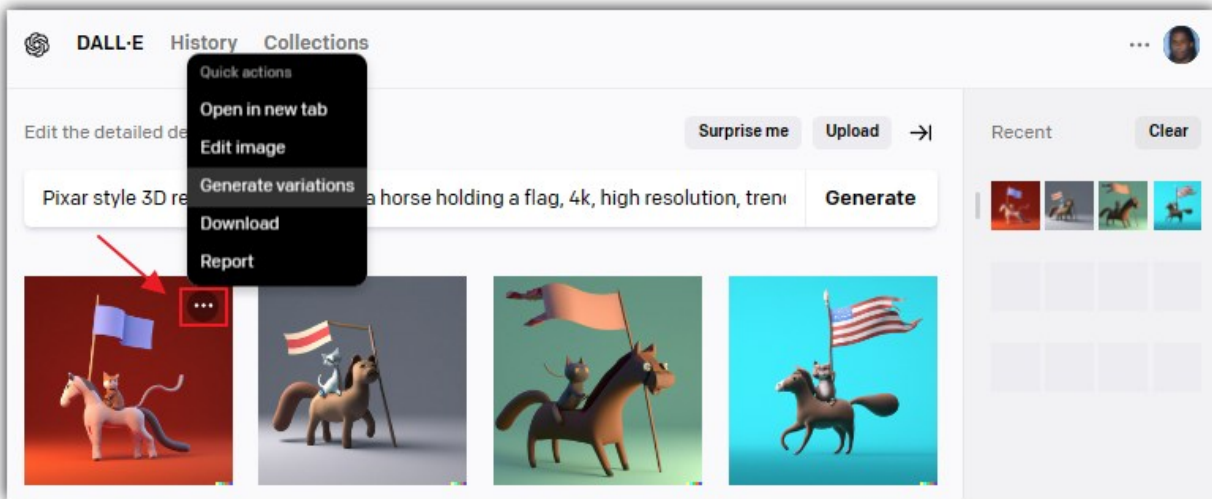 DALL·E History Collections
Quick actions
Open in new tab
Edit the detailed de
Surprise me Upload
Recent Clear
Edit image
Generate variations
Pixar style 3D re
a horse holding a flag, 4k, high resolution, tren
Generate
Download
Report